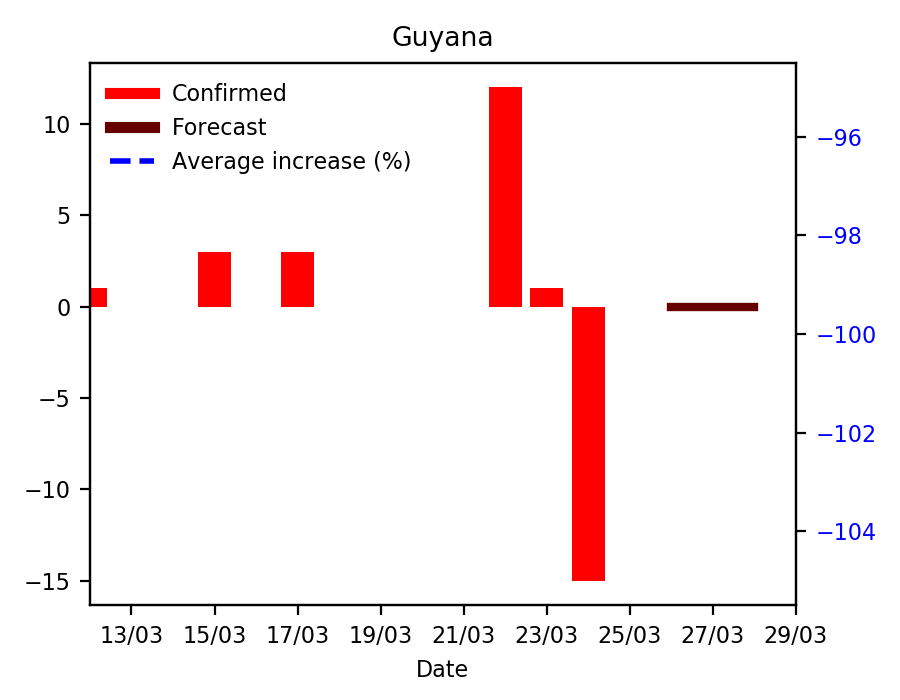 Guyana
Confirmed
Forecast
Average increase (%)
10
5
0
−5
−10
−15
−96
−98
−100
−102
−104
13/03 15/03 17/03 19/03 21/03 23/03 25/03 27/03 29/03
Date